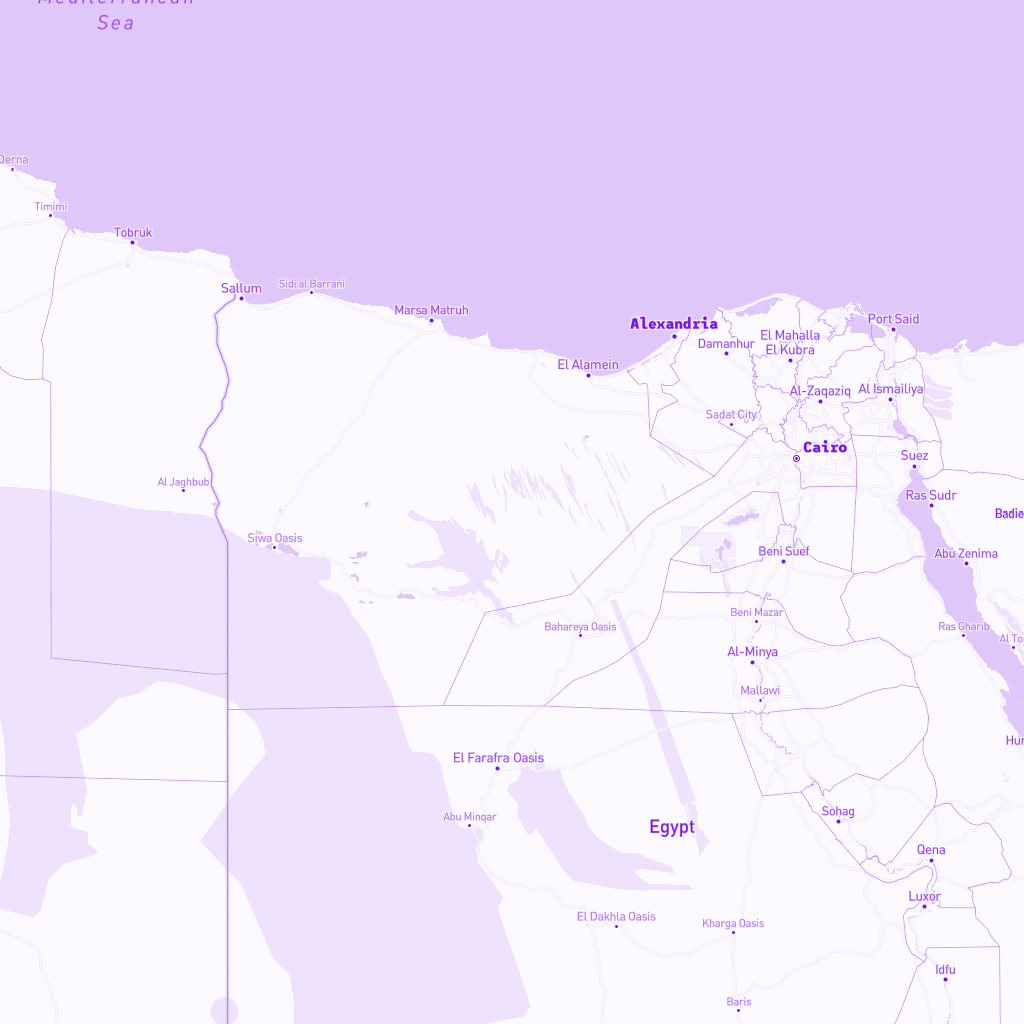 Mediterranean
Sea
Derna
Timimi
Tobruk
Sallum
Sidi al Barrani
Marsa Matruh
Alexandria
Port Said
El Mahalla
El Kubra
Damanhur
El Alamein
Al-Zaqaziq
Al Ismailiya
Sadat City
Cairo
Suez
Al Jaghbub
Ras Sudr
Badie
Siwa Oasis
Beni Suef
Abu Zenima
Beni Mazar
Bahareya Oasis
Ras Gharib
Al To
Al-Minya
Mallawi
Hur
El Farafra Oasis
Abu Minqar
Egypt
Sohag
Qena
Luxor
El Dakhla Oasis
Kharga Oasis
Idfu
Baris